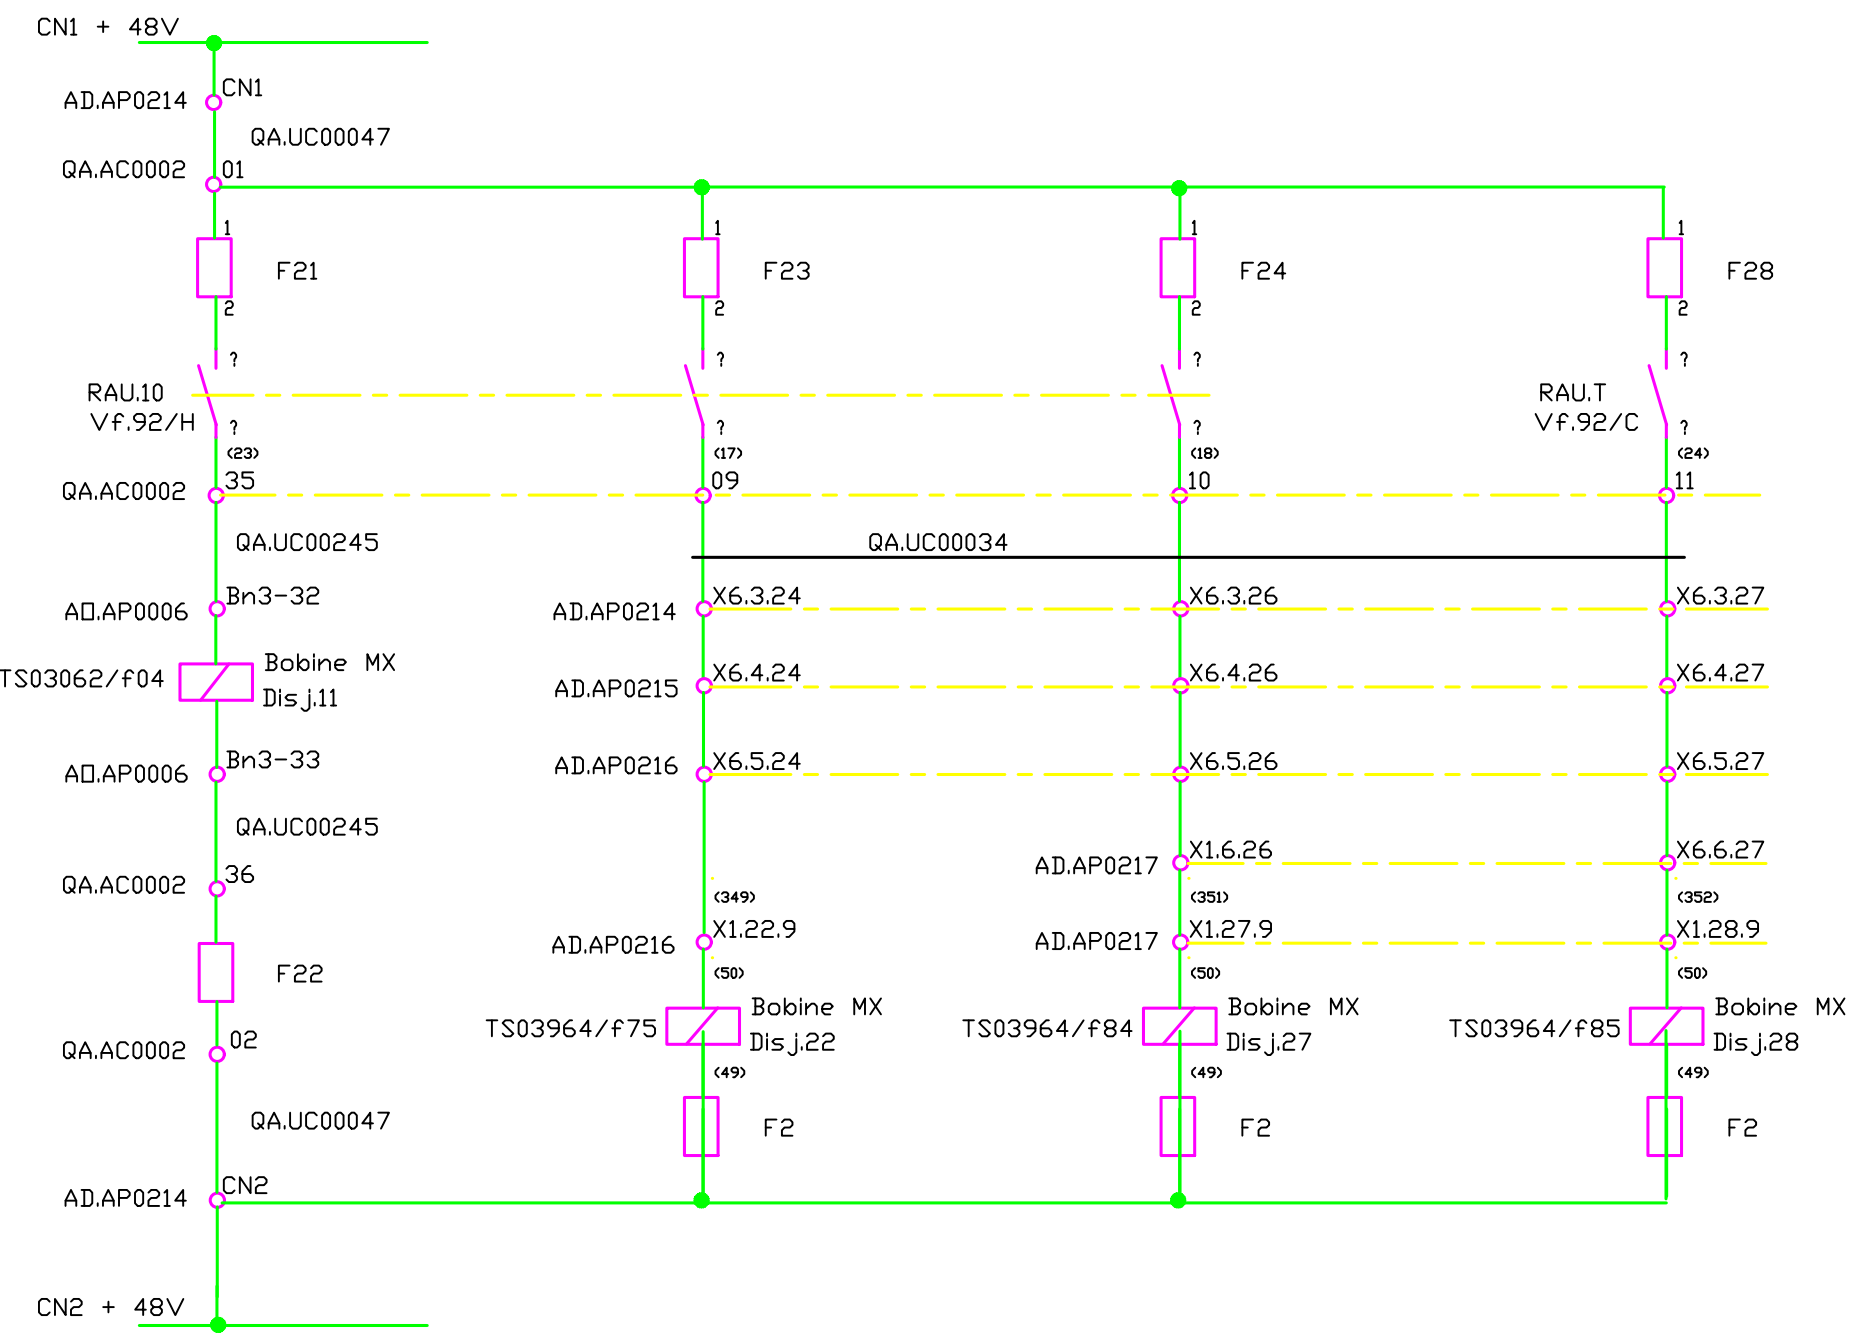 CN1 + 48V
CN1
AD.AP0214
QA.UC00047
QA.AC0002 01
1 1 1 1
F21 F23 F24 F28
2 2 2 2
? ? ? ?
RAU.10 RAU.T
Vf.92/H Vf.92/C
? ? ? ?
(23) (17) (18) (24)
QA.AC0002 35 09 10 11
QA.UC00245 QA.UC00034
Bn3-32 X6.3.24 X6.3.26 X6.3.27
AD.AP0006 AD.AP0214
Bobine MX
TS03062/f04
Disj.11
X6.4.24 X6.4.26 X6.4.27
AD.AP0215
Bn3-33 X6.5.24 X6.5.26 X6.5.27
AD.AP0006 AD.AP0216
QA.UC00245
X1.6.26 X6.6.27
AD.AP0217
36
QA.AC0002
(349) (351) (352)
X1.22.9 X1.27.9 X1.28.9
AD.AP0216 AD.AP0217
F22 (50) (50) (50)
Bobine MX Bobine MX Bobine MX
TS03964/f75 TS03964/f84 TS03964/f85
Disj.22 Disj.27 Disj.28
02
QA.AC0002
(49) (49) (49)
QA.UC00047 F2 F2 F2
CN2
AD.AP0214
CN2 + 48V